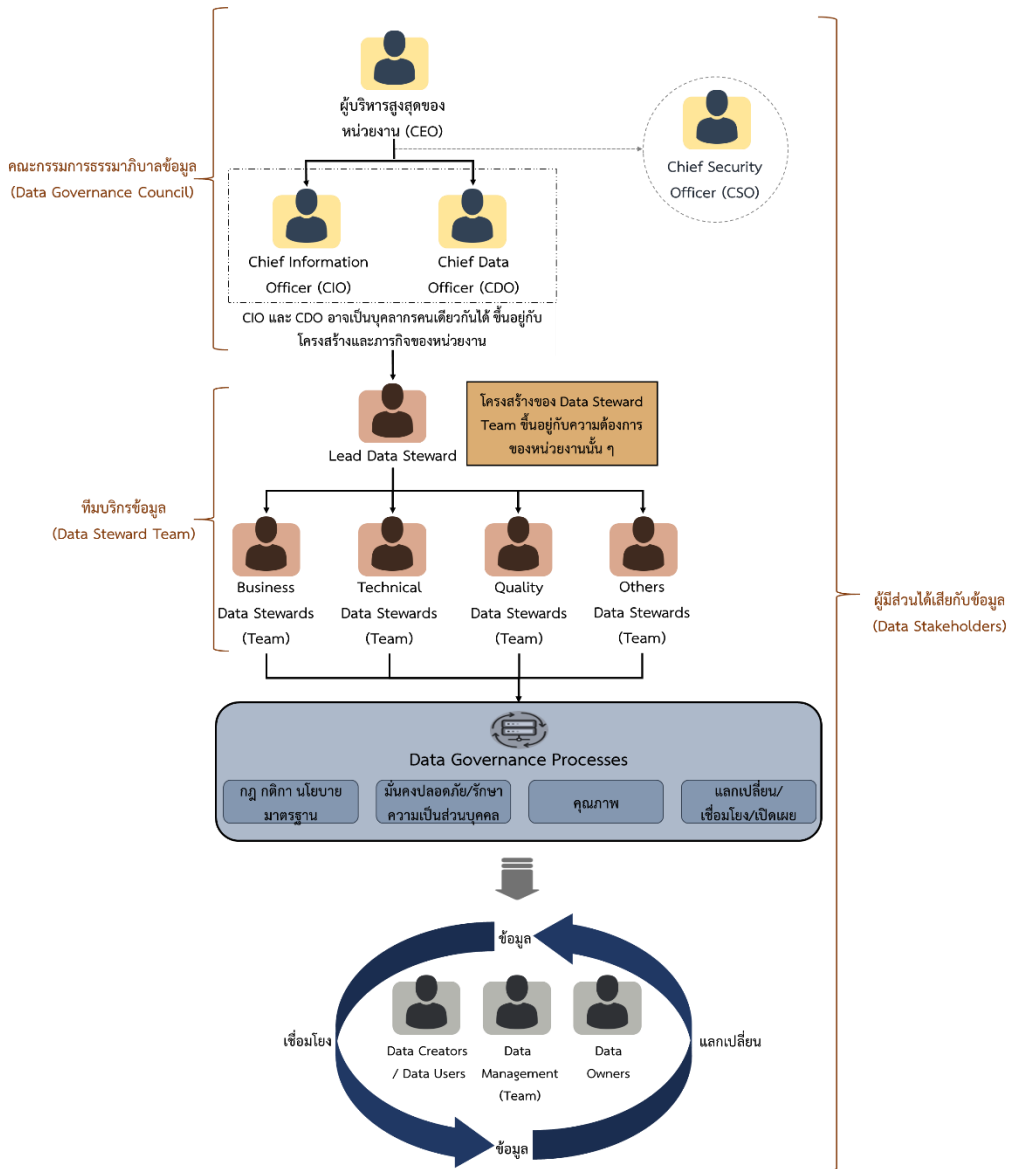 ผู้บริหารสูงสุดของ
หน่วยงาน (CEO)
คณะกรรมการธรรมาภิบาลข้อมูล
(Data Governance Council)
Chief Security
Officer (CSO)
Chief Information
Officer (CIO)
Chief Data
Officer (CDO)
CIO และ CDO อาจเป็นบุคลากรคนเดียวกันได้ ขึ้นอยู่กับ
โครงสร้างและภารกิจของหน่วยงาน
Lead Data Steward
โครงสร้างของ Data Steward
Team ขึ้นอยู่กับความต้องการ
ของหน่วยงานนั้น ๆ
ทีมบริกรข้อมูล
(Data Steward Team)
Business
Data Stewards
(Team)
Technical
Data Stewards
(Team)
Quality
Data Stewards
(Team)
Others
Data Stewards
(Team)
ผู้มีส่วนได้เสียกับข้อมูล
(Data Stakeholders)
Data Governance Processes
กฎ กติกา นโยบาย
มาตรฐาน
มั่นคงปลอดภัย/รักษา
ความเป็นส่วนบุคคล
คุณภาพ
แลกเปลี่ยน/
เชื่อมโยง/เปิดเผย
ข้อมูล
เชื่อมโยง
Data Creators
/ Data Users
Data
Management
(Team)
Data
Owners
แลกเปลี่ยน
ข้อมูล